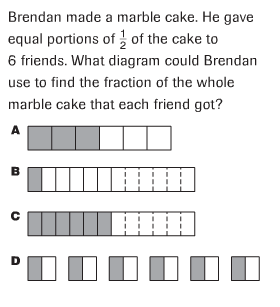 Brendan made a marble cake. He gave
equal portions of 1/2 of the cake to
6 friends. What diagram could Brendan
use to find the fraction of the whole
marble cake that each friend got?
A
B
C
D